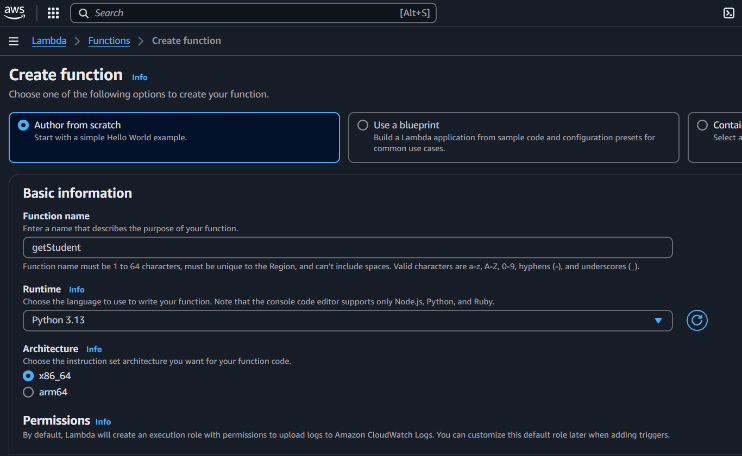 aws
Search [Alt+S]
Lambda > Functions > Create function
Create function Info
Choose one of the following options to create your function.
Author from scratch
Start with a simple Hello World example.
Use a blueprint
Build a Lambda application from sample code and configuration presets for
common use cases.
Contai
Select a
Basic information
Function name
Enter a name that describes the purpose of your function.
getStudent
Function name must be 1 to 64 characters, must be unique to the Region, and can't include spaces. Valid characters are a-z, A-Z, 0-9, hyphens (-), and underscores (_).
Runtime Info
Choose the language to use to write your function. Note that the console code editor supports only Node.js, Python, and Ruby.
Python 3.13
Architecture Info
Choose the instruction set architecture you want for your function code.
x86_64
arm64
Permissions Info
By default, Lambda will create an execution role with permissions to upload logs to Amazon CloudWatch Logs. You can customize this default role later when adding triggers.